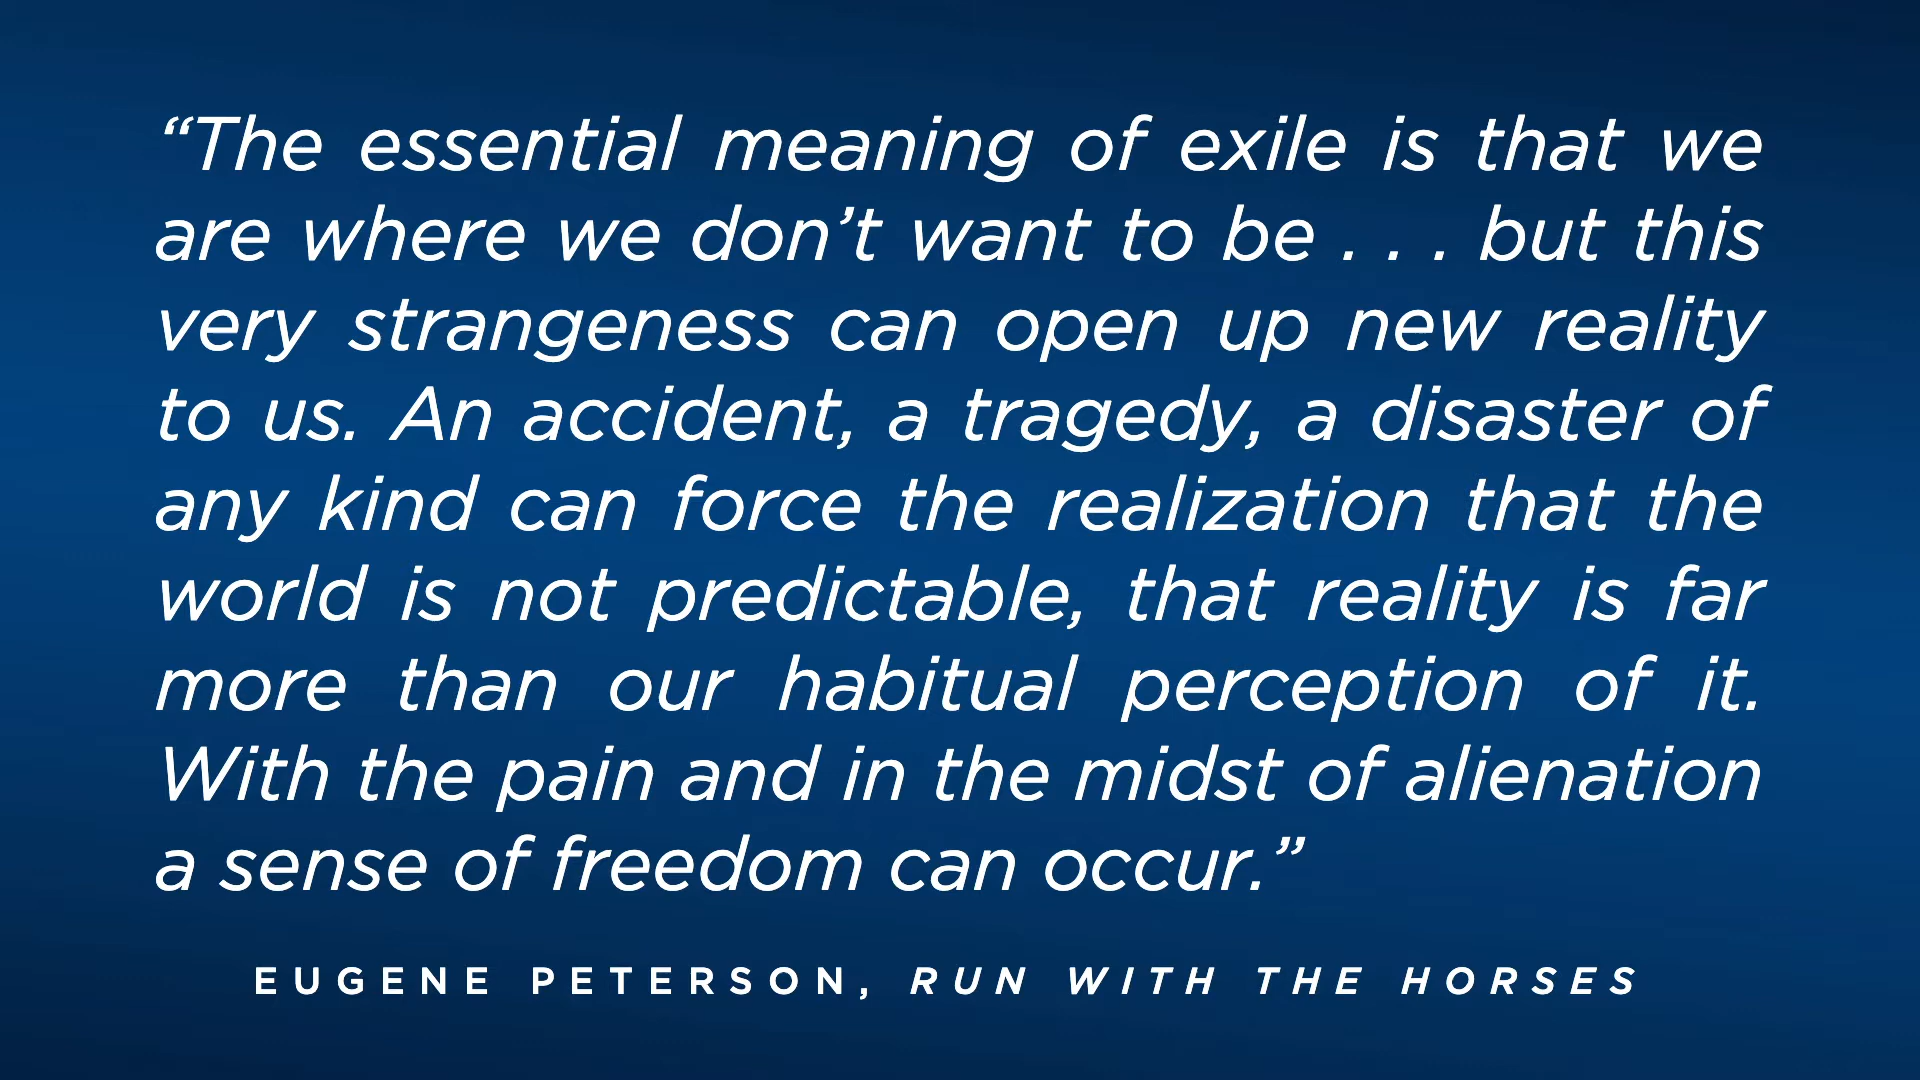 “The essential meaning of exile is that we
are where we don’t want to be . . . but this
very strangeness can open up new reality
to us. An accident, a tragedy, a disaster of
any kind can force the realization that the
world is not predictable, that reality is far
more than our habitual perception of it.
With the pain and in the midst of alienation
a sense of freedom can occur.”
EUGENE PETERSON, RUN WITH THE HORSES